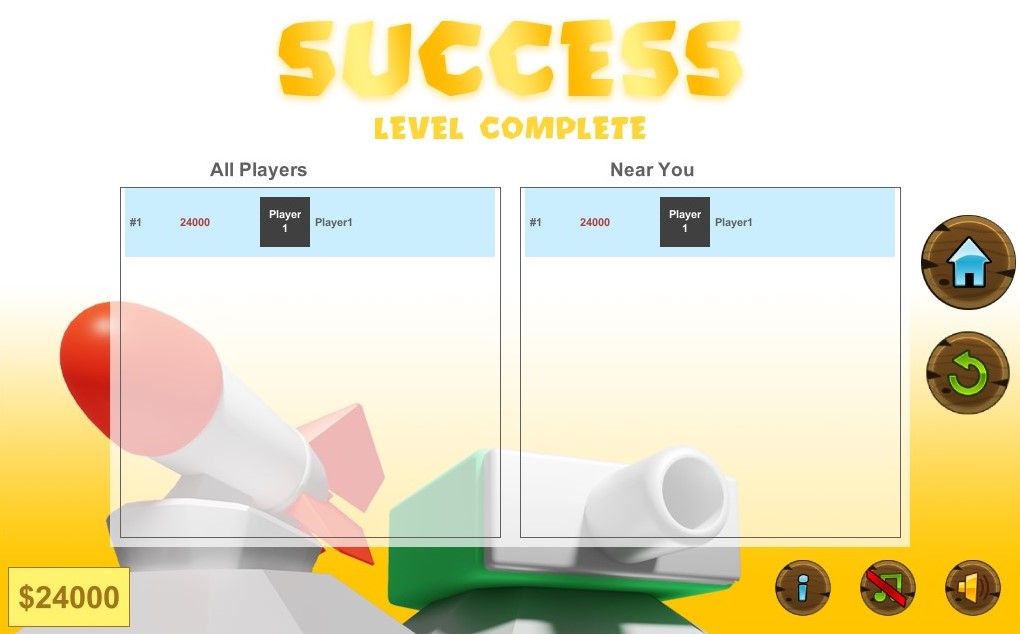 SUCCESS
LEVEL COMPLETE
All Players
Near You
#1 24000 Player 1 Player1
#1 24000 Player 1 Player1
$24000